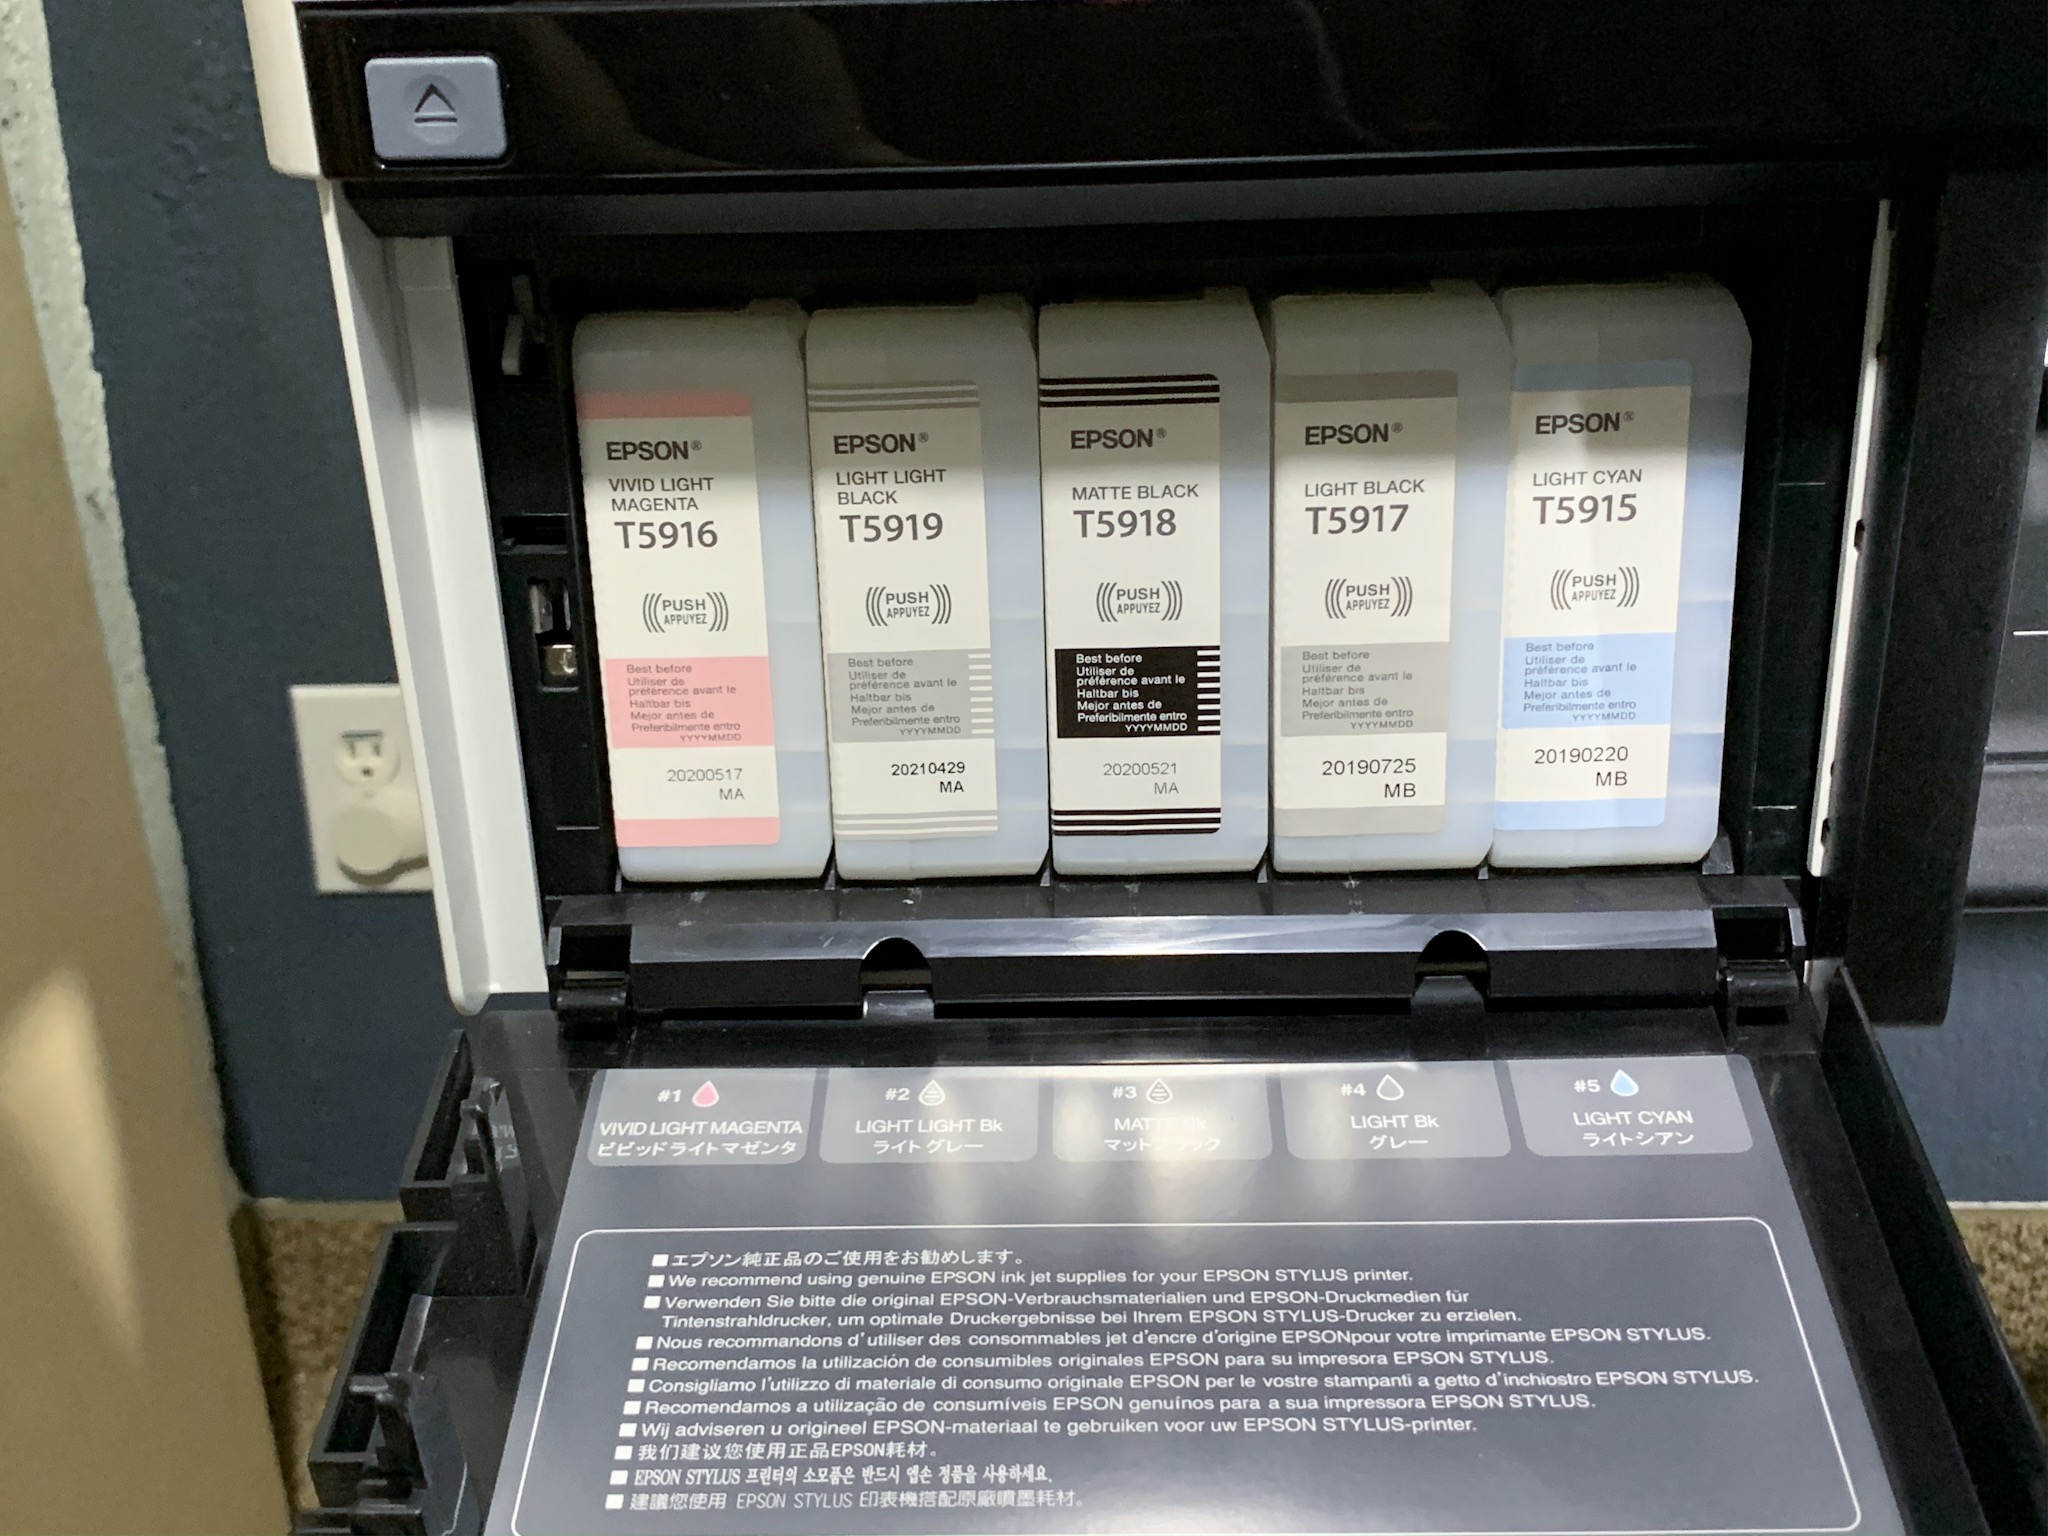 EPSON®
VIVID LIGHT
MAGENTA
T5916
PUSH
APPUYEZ
Best before
Utiliser de
préférence avant le
Haltbar bis
Mejor antes de
Preferibilmente entro
YYYYMMDD
20200517
MA
EPSON®
LIGHT LIGHT
BLACK
T5919
PUSH
APPUYEZ
Best before
Utiliser de
préférence avant le
Haltbar bis
Mejor antes de
Preferibilmente entro
YYYYMMDD
20210429
MA
EPSON®
MATTE BLACK
T5918
PUSH
APPUYEZ
Best before
Utiliser de
préférence avant le
Haltbar bis
Mejor antes de
Preferibilmente entro
YYYYMMDD
20200521
MA
EPSON®
LIGHT BLACK
T5917
PUSH
APPUYEZ
Best before
Utiliser de
préférence avant le
Haltbar bis
Mejor antes de
Preferibilmente entro
YYYYMMDD
20190725
MB
EPSON®
LIGHT CYAN
T5915
PUSH
APPUYEZ
Best before
Utiliser de
préférence avant le
Haltbar bis
Mejor antes de
Preferibilmente entro
YYYYMMDD
20190220
MB
#1
VIVID LIGHT MAGENTA
ビビッドライトマゼンタ
#2
LIGHT LIGHT Bk
ライトグレー
#3
MATTE Bk
マットブラック
#4
LIGHT Bk
グレー
#5
LIGHT CYAN
ライトシアン
■エプソン純正品のご使用をお勧めします。
■We recommend using genuine EPSON ink jet supplies for your EPSON STYLUS printer.
■Verwenden Sie bitte die original EPSON-Verbrauchsmaterialien und EPSON-Druckmedien für
Tintenstrahldrucker, um optimale Druckergebnisse bei Ihrem EPSON STYLUS-Drucker zu erzielen.
■Nous recommandons d'utiliser des consommables jet d'encre d'origine EPSONpour votre imprimante EPSON STYLUS.
■Recomendamos la utilización de consumibles originales EPSON para su impresora EPSON STYLUS.
■Consigliamo l'utilizzo di materiale di consumo originale EPSON per le vostre stampanti a getto d'inchiostro EPSON STYLUS.
■Recomendamos a utilização de consumíveis EPSON genuínos para a sua impressora EPSON STYLUS.
■Wij adviseren u origineel EPSON-materiaal te gebruiken voor uw EPSON STYLUS-printer.
■我们建议您使用正品EPSON耗材。
■EPSON STYLUS 프린터의 소모품은 반드시 엡손 정품을 사용하세요.
■建議您使用 EPSON STYLUS 印表機搭配原廠噴墨耗材。